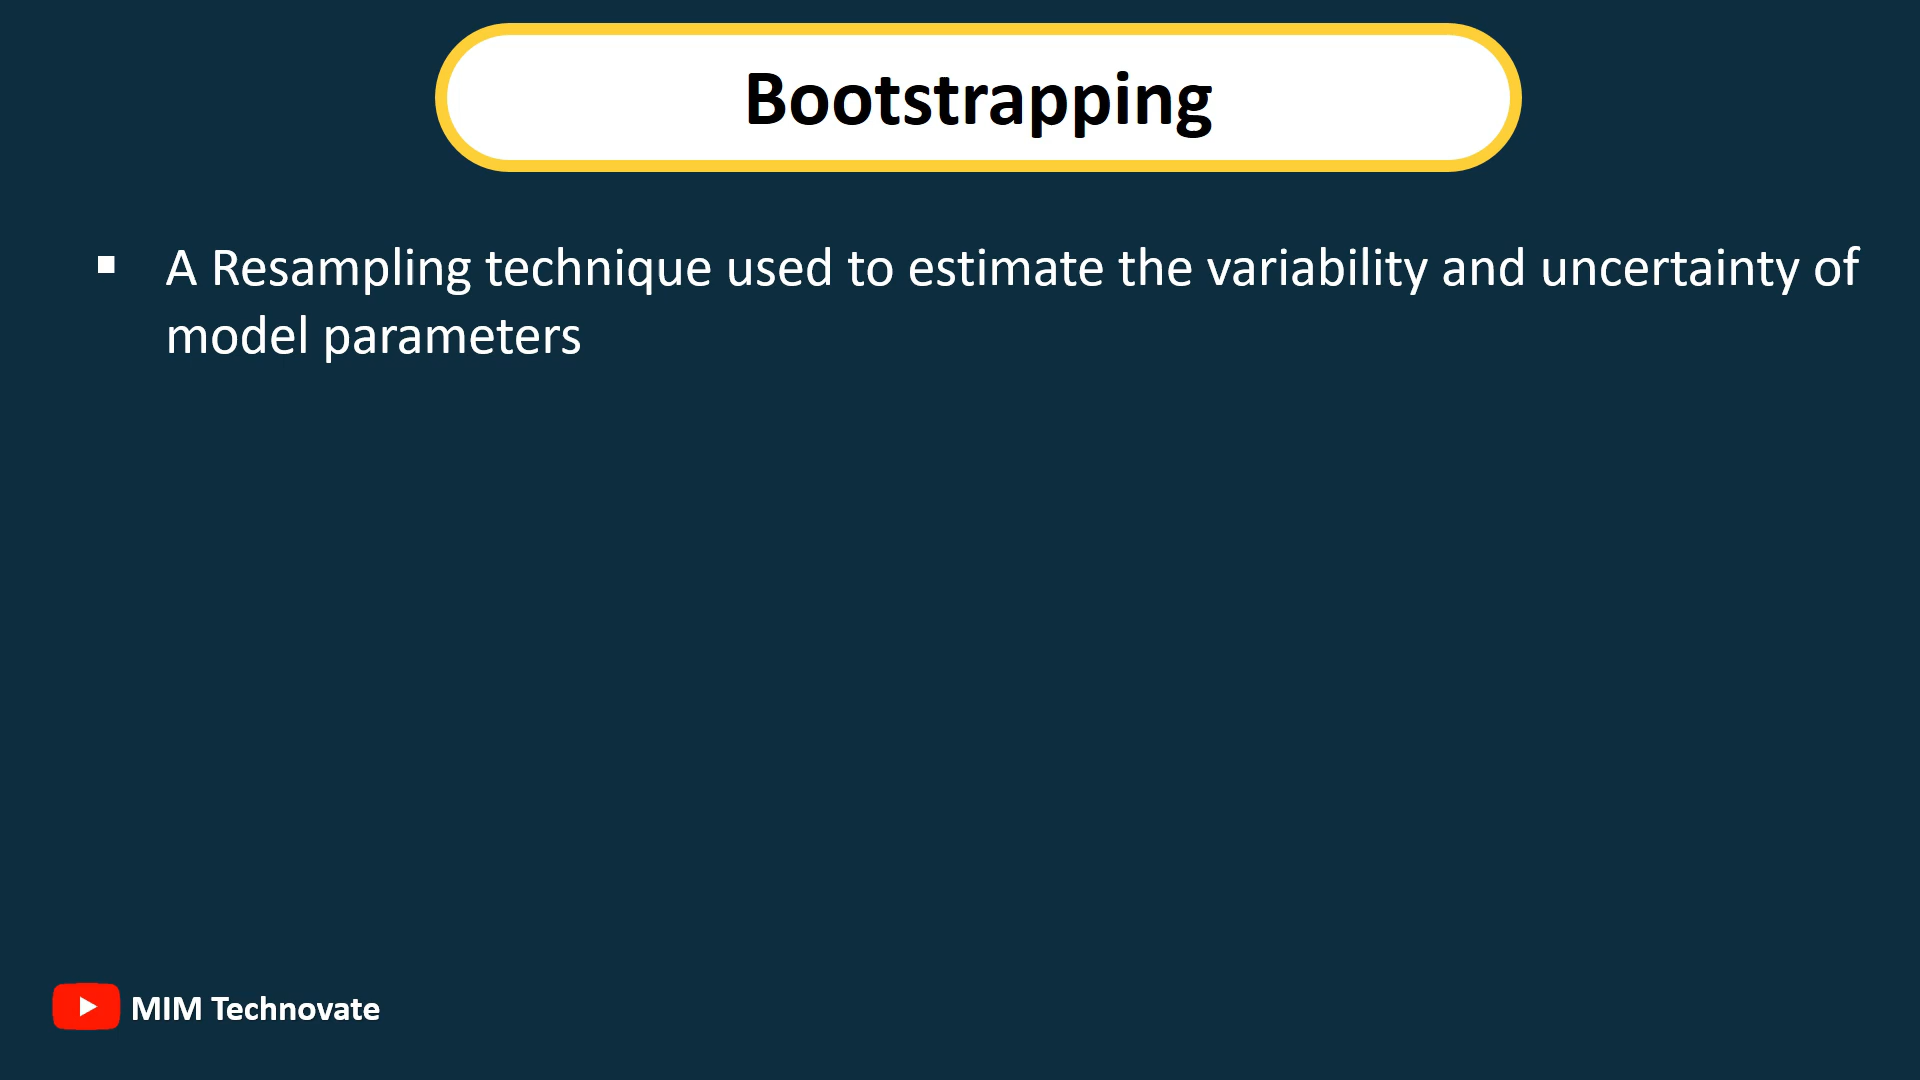 Bootstrapping
▪ A Resampling technique used to estimate the variability and uncertainty of
model parameters
MIM Technovate